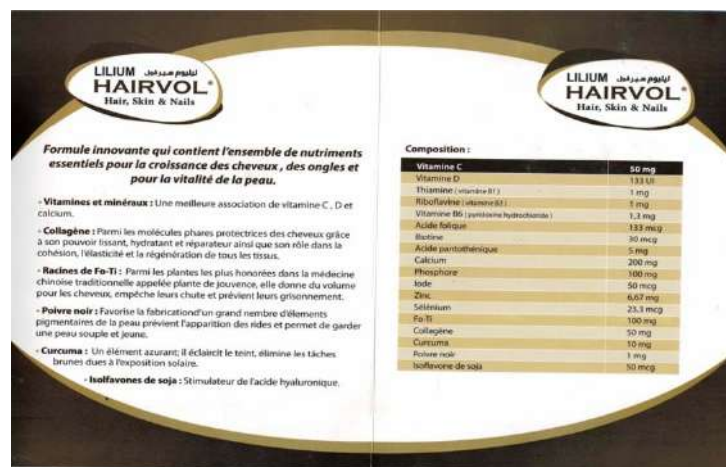 LILIUM ليليوم هيرفول
HAIRVOL®
Hair, Skin & Nails
Formule innovante qui contient l'ensemble de nutriments
essentiels pour la croissance des cheveux , des ongles et
pour la vitalité de la peau.
- Vitamines et minéraux : Une meilleure association de vitamine C , D et
calcium.
- Collagène : Parmi les molécules phares protectrices des cheveux grâce
à son pouvoir tissant, hydratant et réparateur ainsi que son rôle dans la
cohésion, l'élasticité et la régénération de tous les tissus.
- Racines de Fo-Ti : Parmi les plantes les plus honorées dans la médecine
chinoise traditionnelle appelée plante de jouvence, elle donne du volume
pour les cheveux, empêche leurs chute et prévient leurs grisonnement.
- Poivre noir : Favorise la fabricationd'un grand nembre d'élements
pigmentaires de la peau prévient l'apparition des rides et permet de garder
une peau souple et jeune.
- Curcuma : Un élément azurant; il éclaircit le teint, élimine les tâches
brunes dues à l'exposition solaire.
- Isolfavones de soja : Stimulateur de l'acide hyaluronique.
LILIUM ليليوم هيرفول
HAIRVOL®
Hair, Skin & Nails
Composition :
Vitamine C 50 mg
Vitamine D 133 UI
Thiamine ( vitamine B1 ) 1 mg
Riboflavine ( vitamine B2 ) 1 mg
Vitamine B6 ( pyridoxine hydrochloride ) 1,3 mg
Acide folique 133 mcg
Biotine 30 mcg
Acide pantothénique 5 mg
Calcium 200 mg
Phosphore 100 mg
Iode 50 mcg
Zinc 6,67 mg
Sélénium 23,3 mcg
Fo-Ti 100 mg
Collagène 50 mg
Curcuma 10 mg
Poivre noir 1 mg
Isoflavone de soja 50 mcg